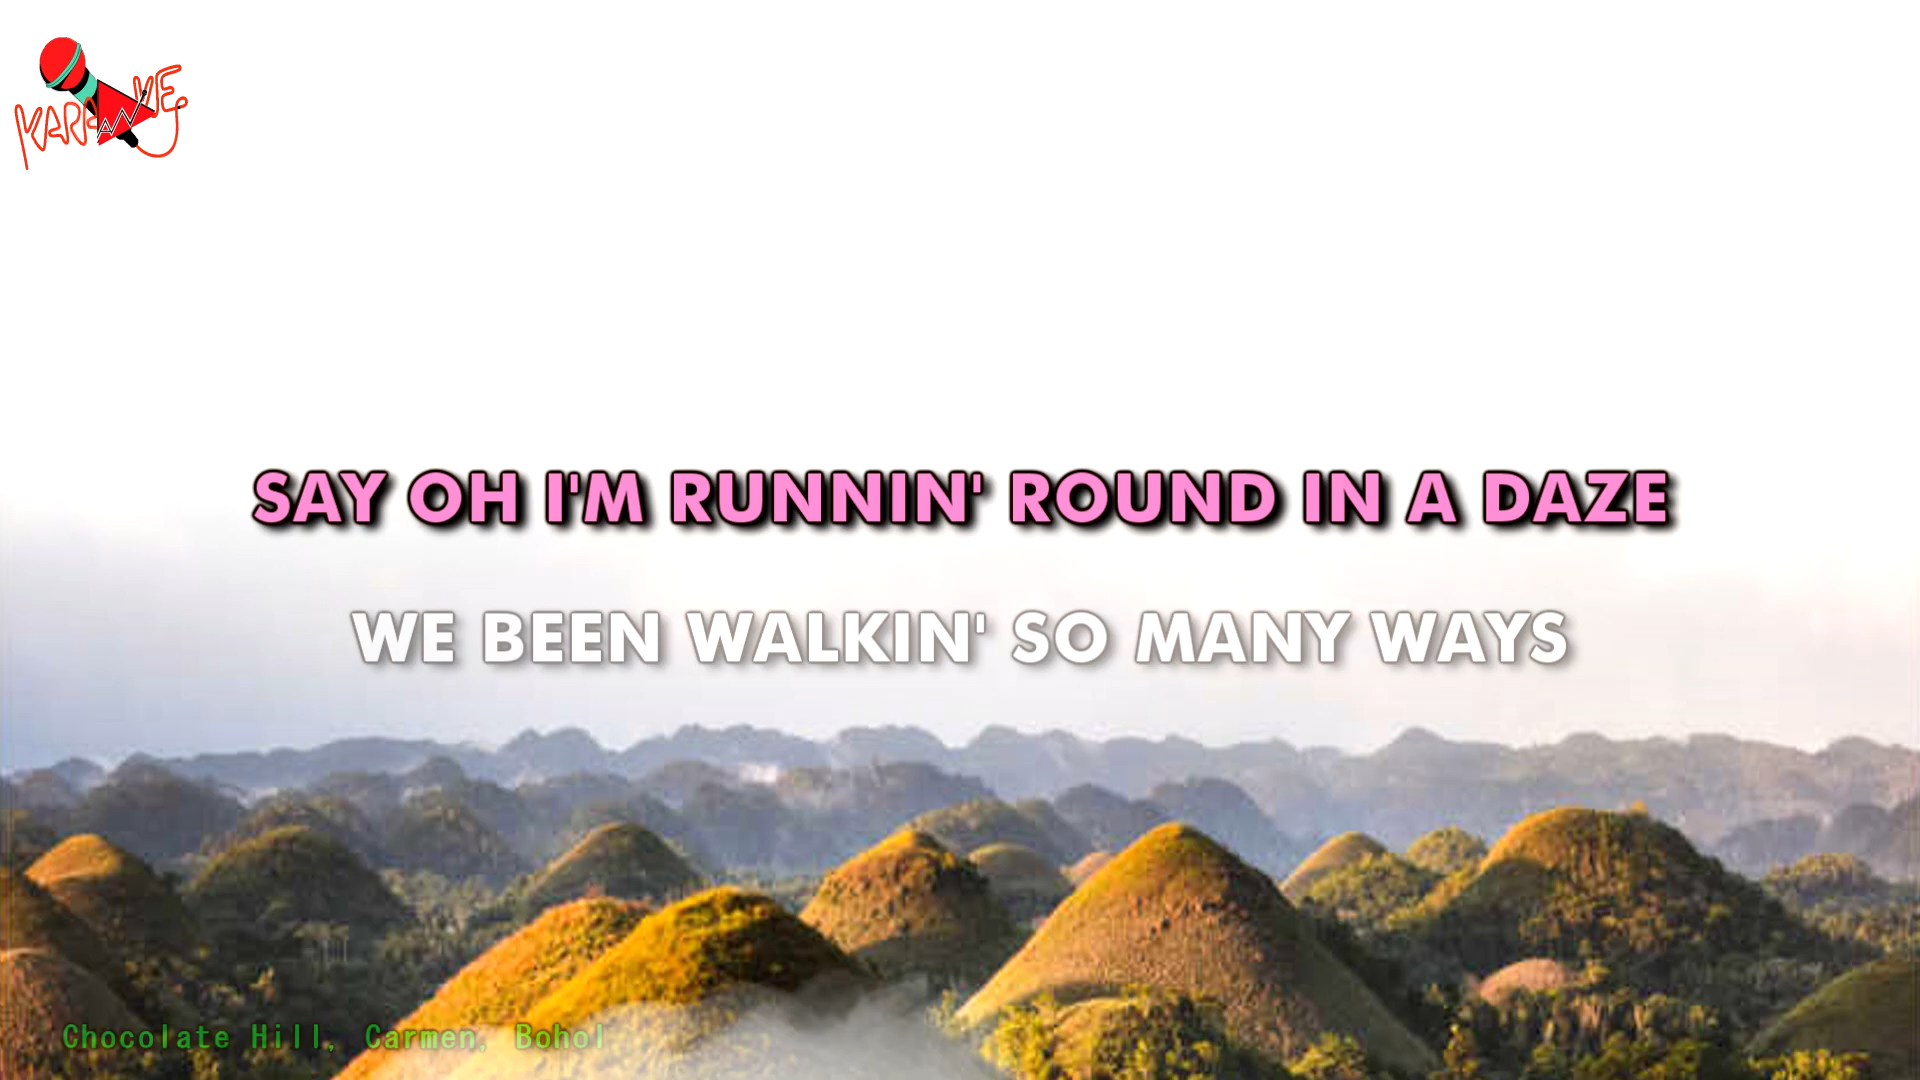 KARAOKE
SAY OH I'M RUNNIN' ROUND IN A DAZE
WE BEEN WALKIN' SO MANY WAYS
Chocolate Hill, Carmen, Bohol